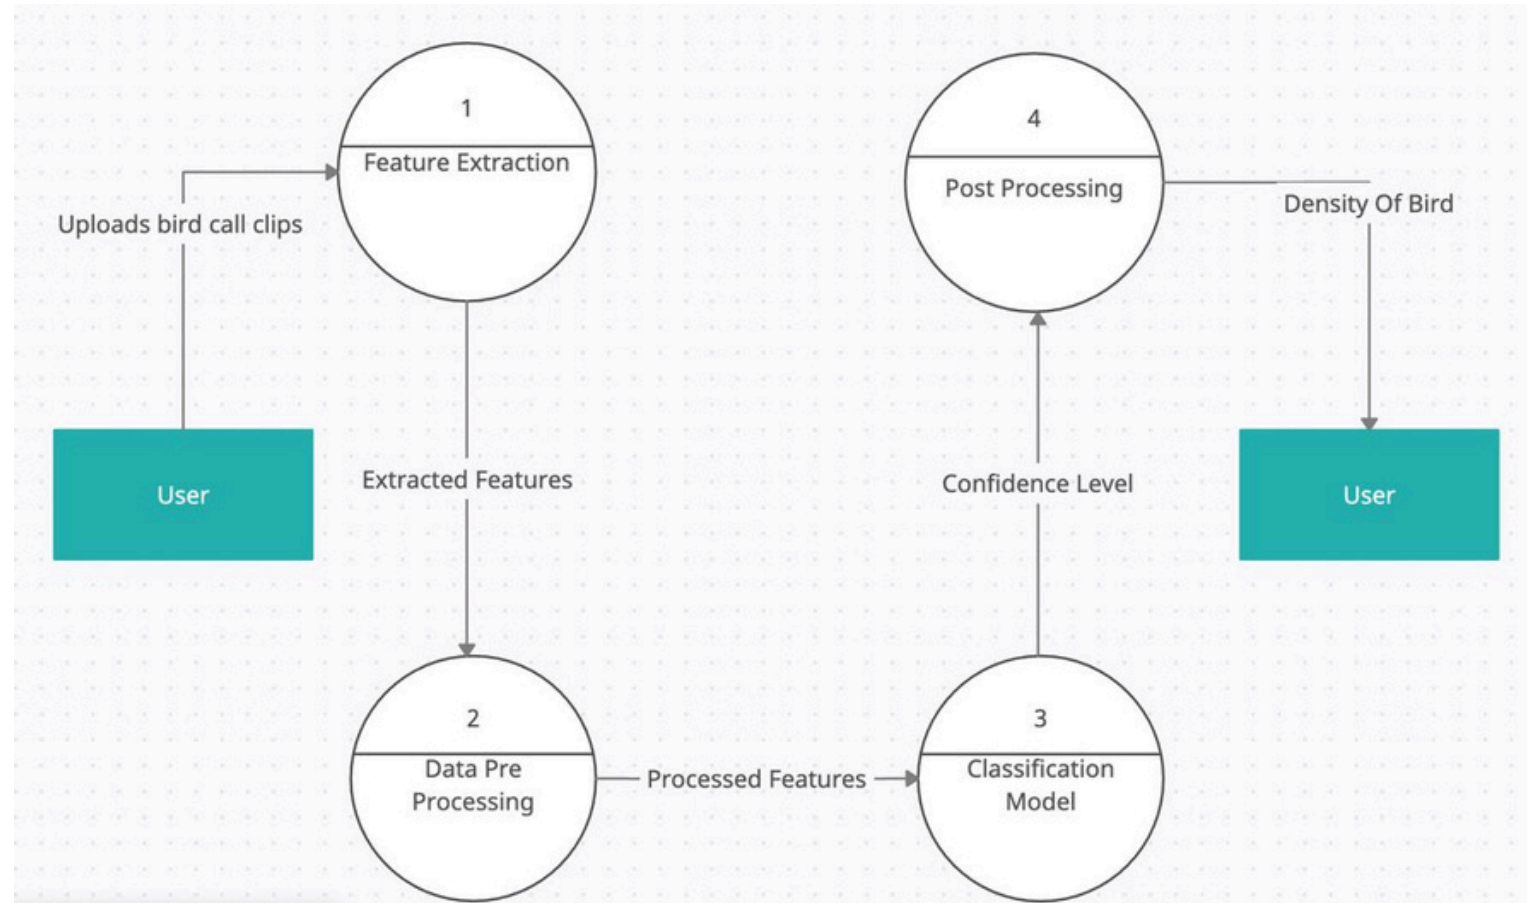 1
Feature Extraction
Uploads bird call clips
User
Extracted Features
2
Data Pre
Processing
Processed Features
3
Classification
Model
Confidence Level
4
Post Processing
Density Of Bird
User